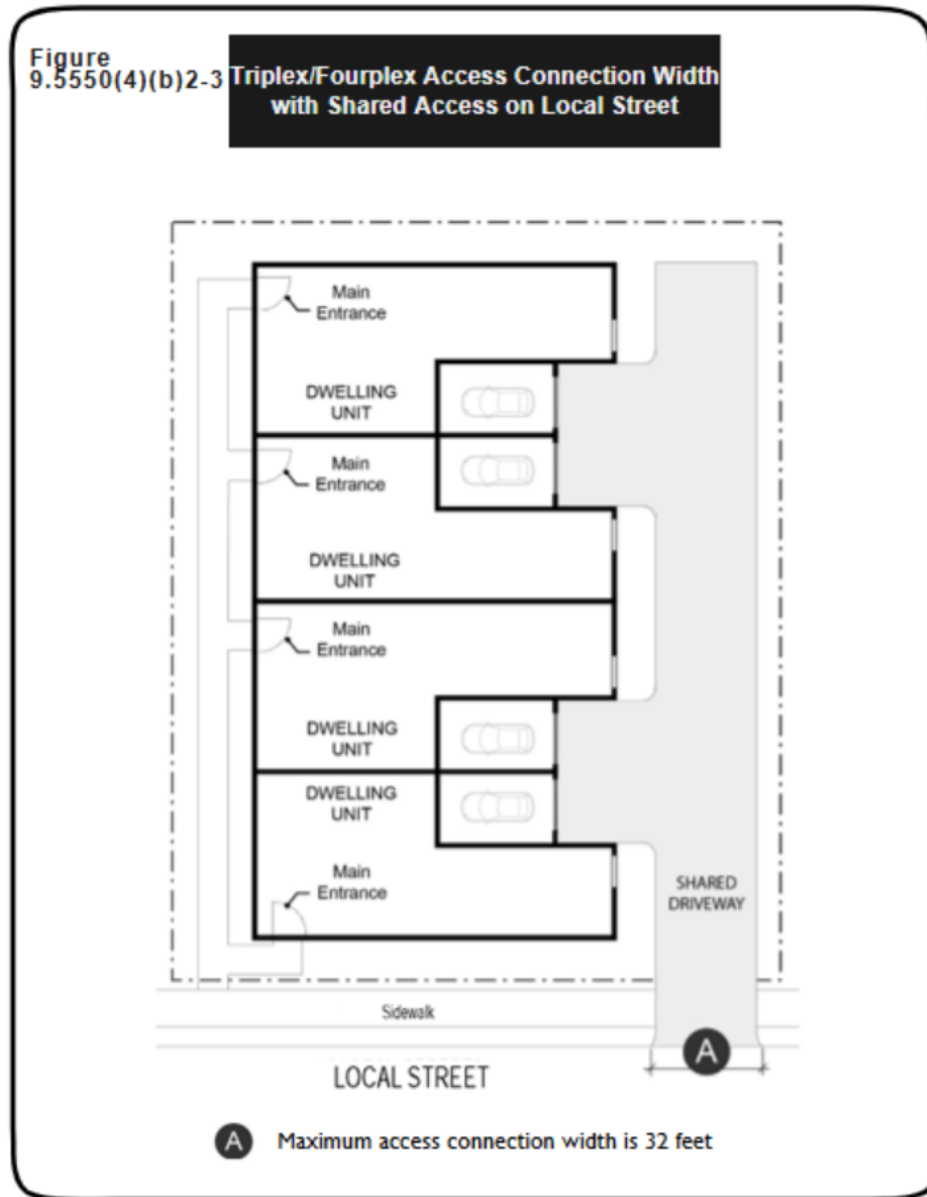 Figure
9.5550(4)(b)2-3
Triplex/Fourplex Access Connection Width
with Shared Access on Local Street
Main
Entrance
DWELLING
UNIT
Main
Entrance
DWELLING
UNIT
Main
Entrance
DWELLING
UNIT
DWELLING
UNIT
Main
Entrance
SHARED
DRIVEWAY
Sidewalk
A
LOCAL STREET
A Maximum access connection width is 32 feet